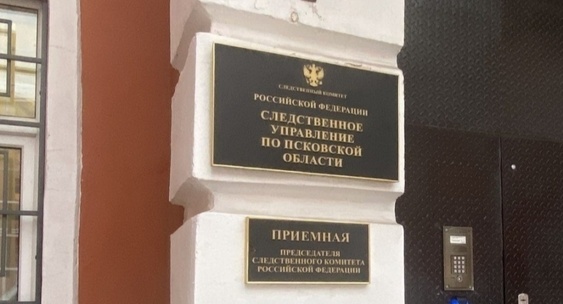 СЛЕДСТВЕННЫЙ КОМИТЕТ
РОССИЙСКОЙ ФЕДЕРАЦИИ
СЛЕДСТВЕННОЕ
УПРАВЛЕНИЕ
ПО ПСКОВСКОЙ
ОБЛАСТИ
ПРИЕМНАЯ
ПРЕДСЕДАТЕЛЯ
СЛЕДСТВЕННОГО КОМИТЕТА
РОССИЙСКОЙ ФЕДЕРАЦИИ